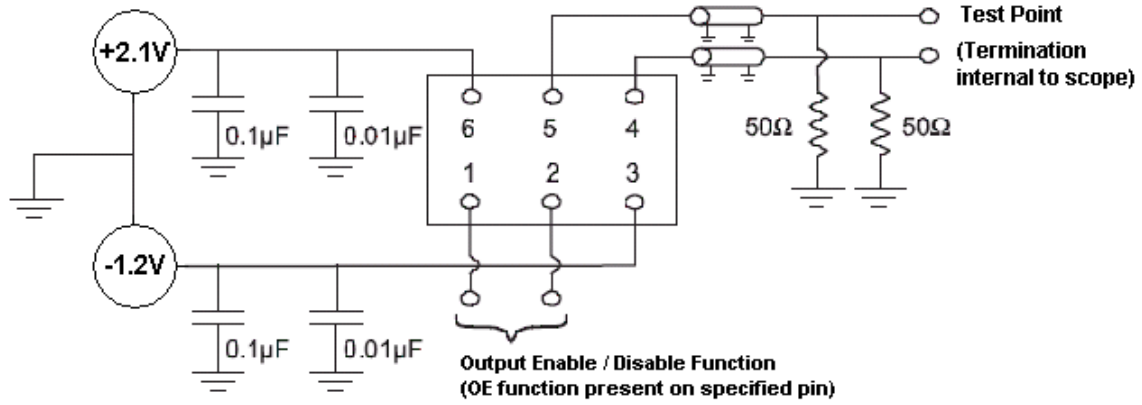 +2.1V
Test Point
(Termination
internal to scope)
0.1µF
0.01µF
6
5
4
50Ω
50Ω
1
2
3
-1.2V
0.1µF
0.01µF
Output Enable / Disable Function
(OE function present on specified pin)